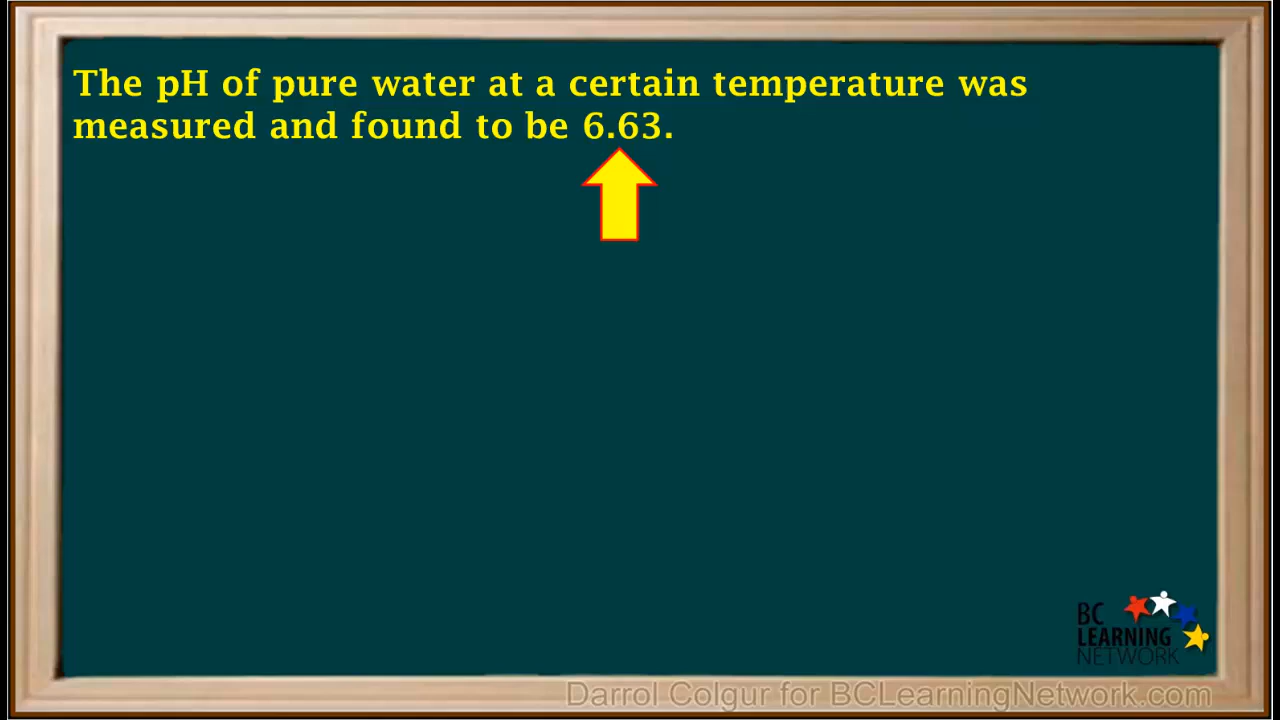 The pH of pure water at a certain temperature was
measured and found to be 6.63.
BC
LEARNING
NETWORK
Darrol Colgur for BCLearningNetwork.com